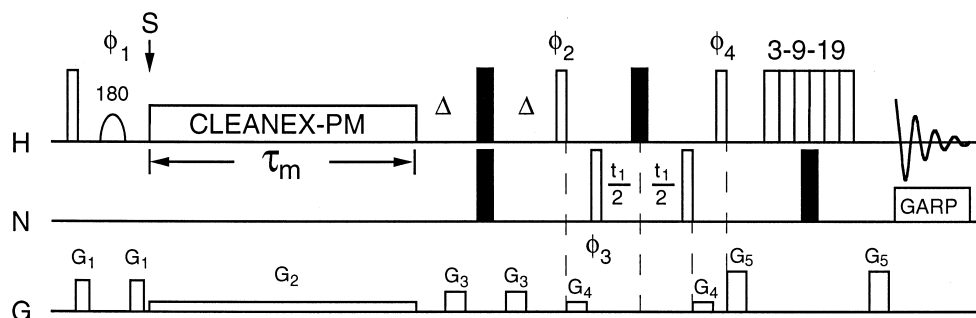 S
ϕ1 ϕ2 ϕ4 3-9-19
180 Δ Δ
H CLEANEX-PM
τm t1/2 t1/2
N GARP
ϕ3
G1 G1 G2 G3 G3 G4 G4 G5 G5
G